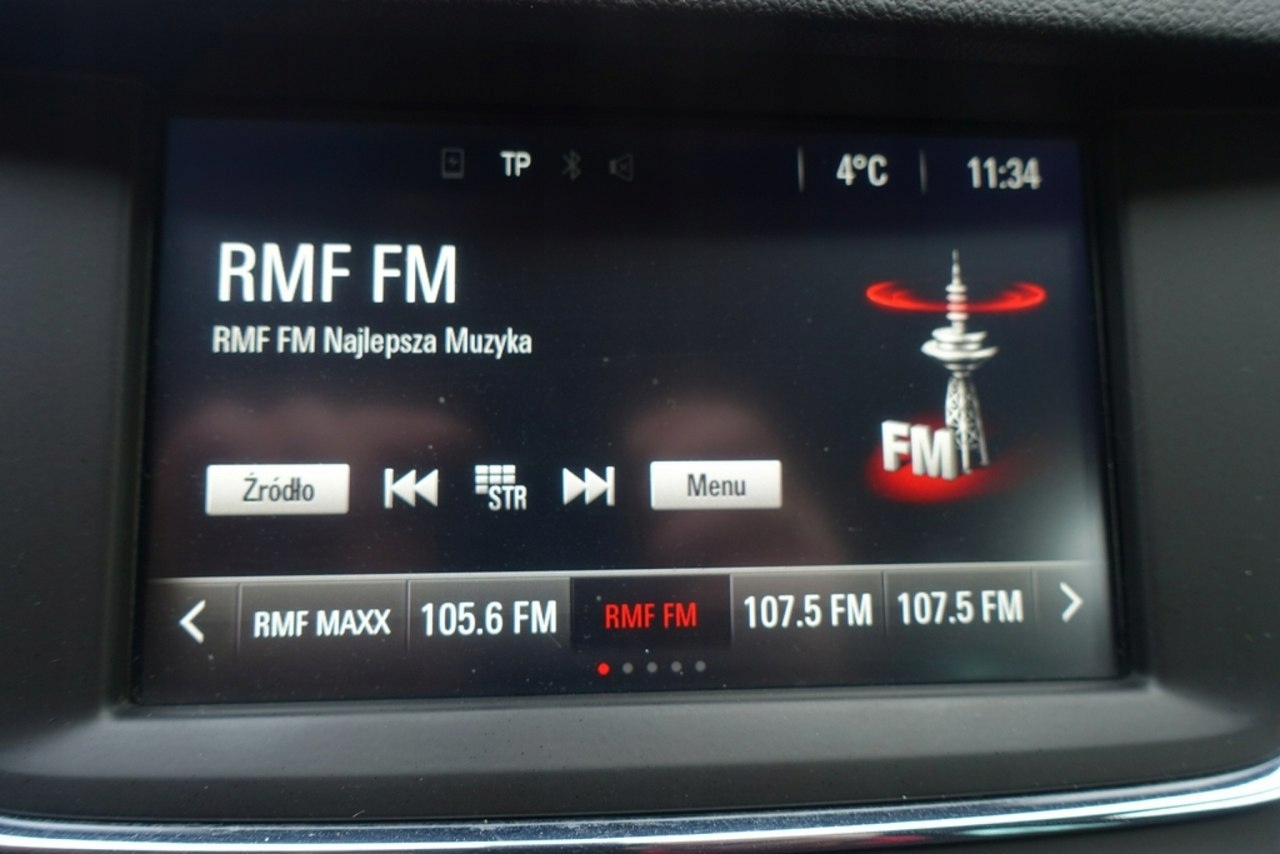 TP
4°C
11:34
RMF FM
RMF FM Najlepsza Muzyka
FM
Źródło
STR
Menu
RMF MAXX
105.6 FM
RMF FM
107.5 FM
107.5 FM